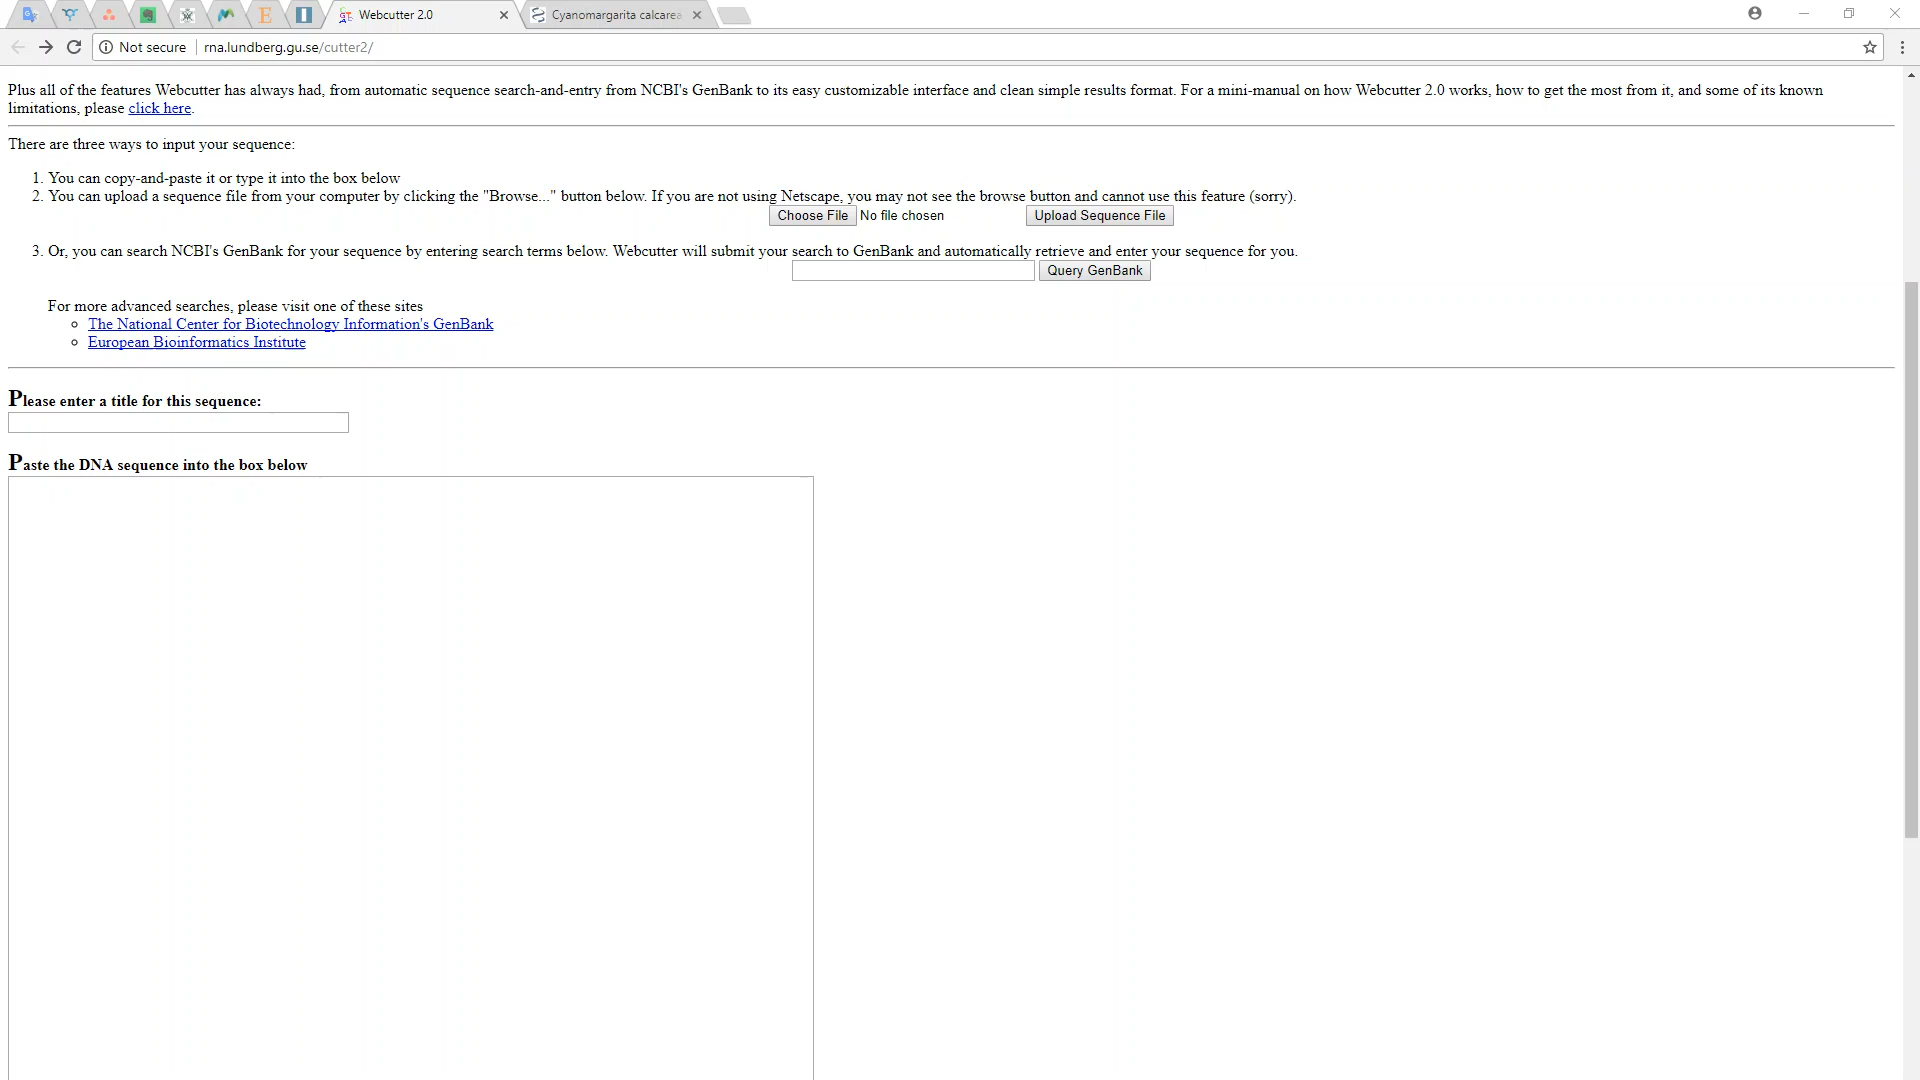 Webcutter 2.0
Cyanomargarita calcarea
Not secure
rna.lundberg.gu.se/cutter2/
Plus all of the features Webcutter has always had, from automatic sequence search-and-entry from NCBI's GenBank to its easy customizable interface and clean simple results format. For a mini-manual on how Webcutter 2.0 works, how to get the most from it, and some of its known
limitations, please click here.
There are three ways to input your sequence:
1. You can copy-and-paste it or type it into the box below
2. You can upload a sequence file from your computer by clicking the "Browse..." button below. If you are not using Netscape, you may not see the browse button and cannot use this feature (sorry).
Choose File No file chosen Upload Sequence File
3. Or, you can search NCBI's GenBank for your sequence by entering search terms below. Webcutter will submit your search to GenBank and automatically retrieve and enter your sequence for you.
Query GenBank
For more advanced searches, please visit one of these sites
The National Center for Biotechnology Information's GenBank
European Bioinformatics Institute
Please enter a title for this sequence:
Paste the DNA sequence into the box below